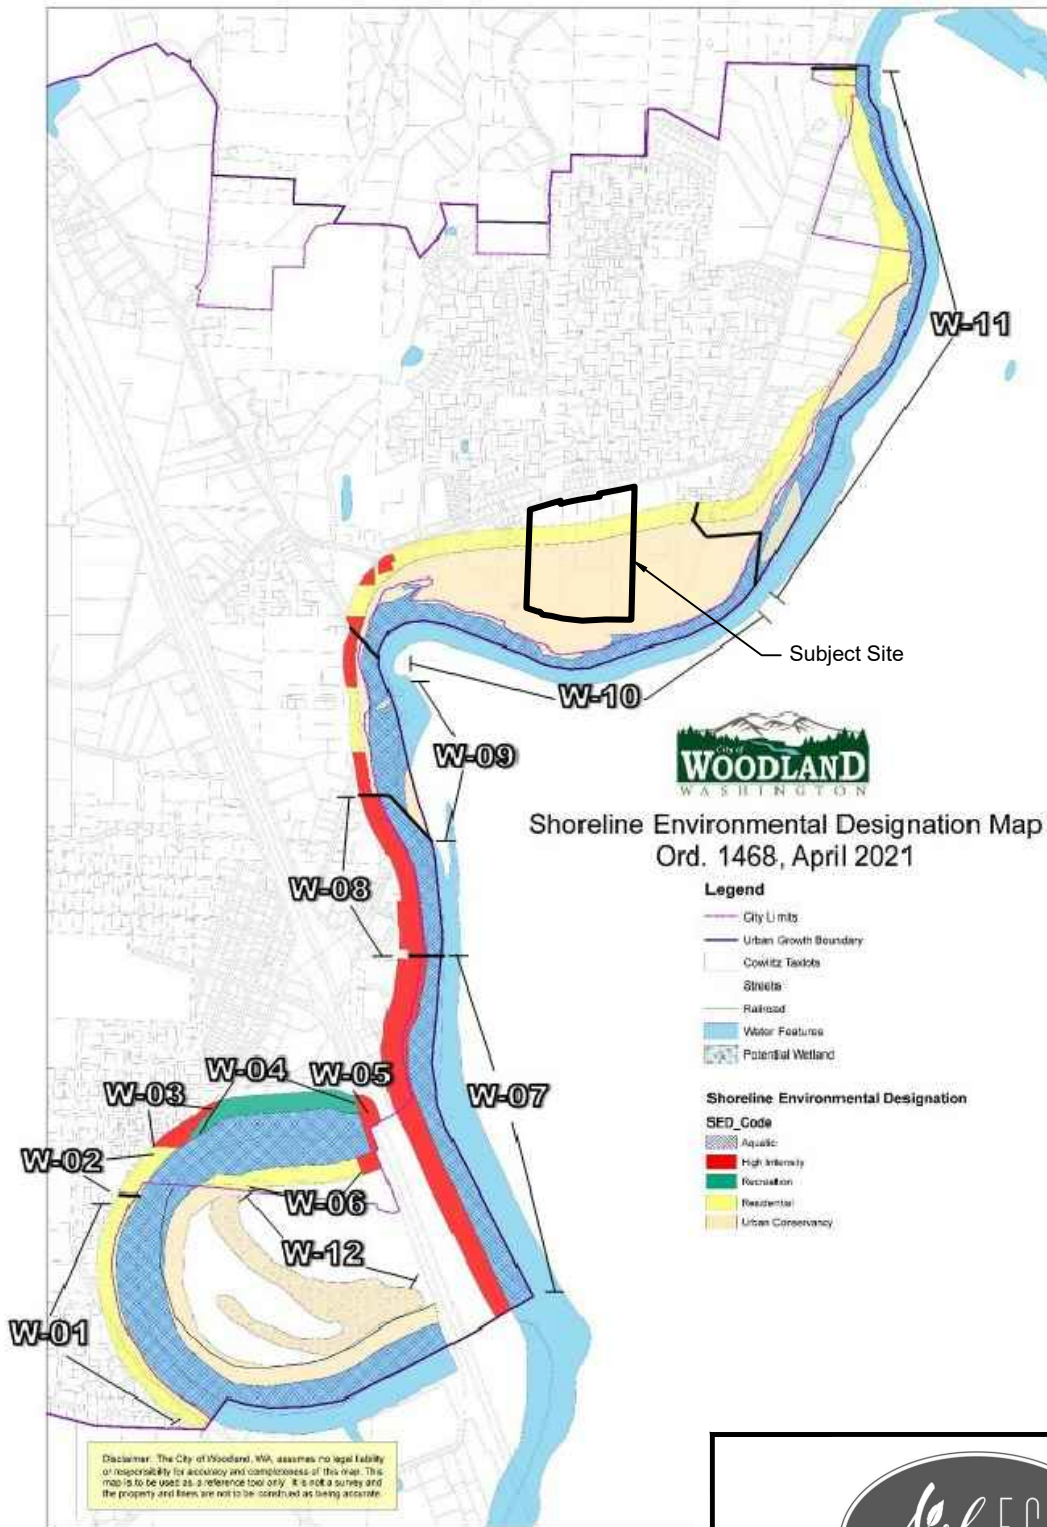 W-11
Subject Site
W-10
W-09
City of
WOODLAND
WASHINGTON
Shoreline Environmental Designation Map
Ord. 1468, April 2021
W-08
Legend
City Limits
Urban Growth Boundary
Cowlitz Taxlots
Streets
Railroad
Water Features
Potential Wetland
W-04
W-05
W-03
W-07
Shoreline Environmental Designation
SED_Code
Aquatic
High Intensity
Recreation
Residential
Urban Conservancy
W-02
W-06
W-12
W-01
Disclaimer: The City of Woodland, WA, assumes no legal liability
or responsibility for accuracy and completeness of this map. This
map is to be used as a reference tool only. It is not a survey and
the property and lines are not to be construed as being accurate.